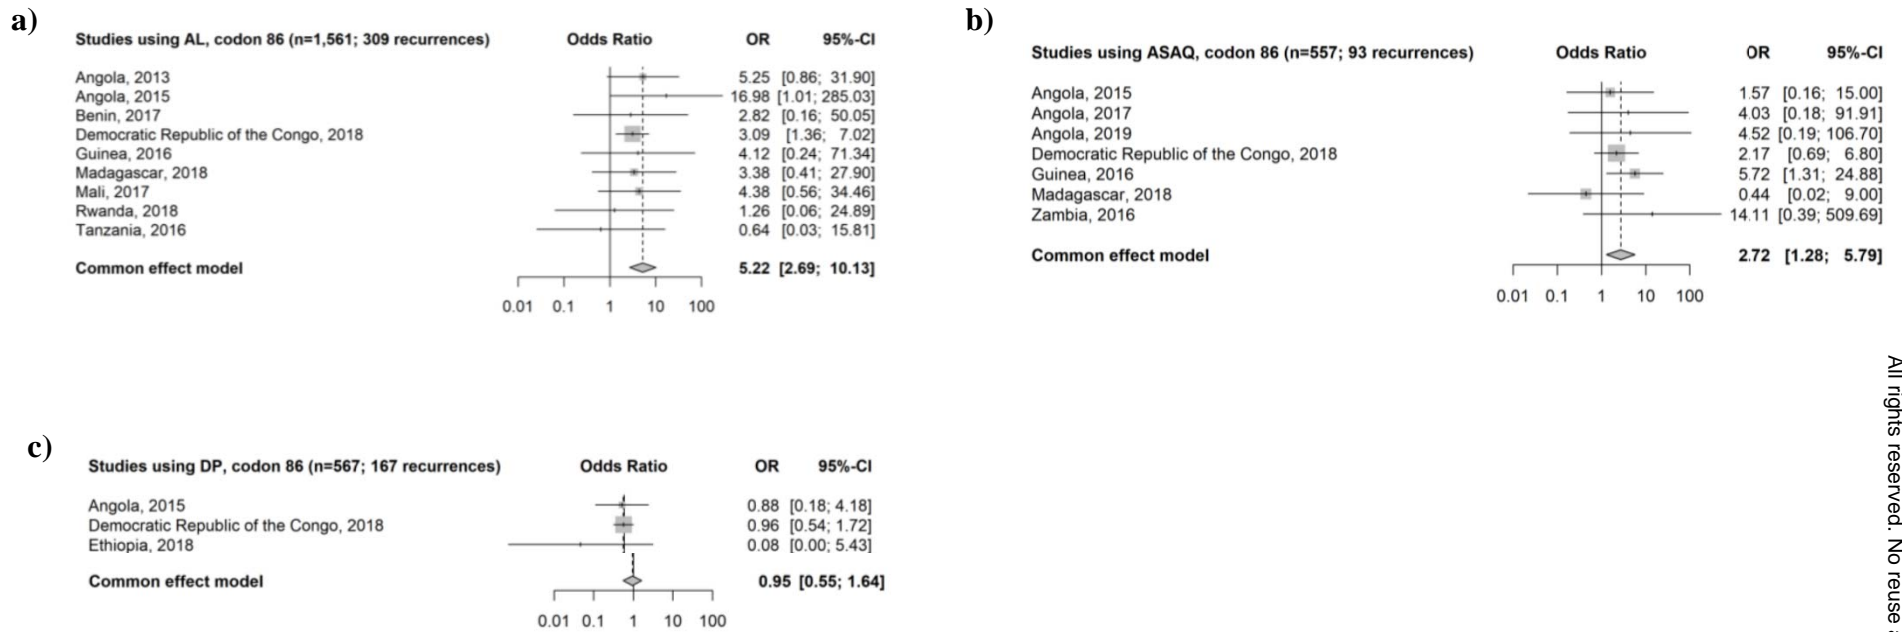 a)
Studies using AL, codon 86 (n=1,561; 309 recurrences) Odds Ratio OR 95%-CI
Angola, 2013 5.25 [0.86; 31.90]
Angola, 2015 16.98 [1.01; 285.03]
Benin, 2017 2.82 [0.16; 50.05]
Democratic Republic of the Congo, 2018 3.09 [1.36; 7.02]
Guinea, 2016 4.12 [0.24; 71.34]
Madagascar, 2018 3.38 [0.41; 27.90]
Mali, 2017 4.38 [0.56; 34.46]
Rwanda, 2018 1.26 [0.06; 24.89]
Tanzania, 2016 0.64 [0.03; 15.81]
Common effect model 5.22 [2.69; 10.13]
0.01 0.1 1 10 100
b)
Studies using ASAQ, codon 86 (n=557; 93 recurrences) Odds Ratio OR 95%-CI
Angola, 2015 1.57 [0.16; 15.00]
Angola, 2017 4.03 [0.18; 91.91]
Angola, 2019 4.52 [0.19; 106.70]
Democratic Republic of the Congo, 2018 2.17 [0.69; 6.80]
Guinea, 2016 5.72 [1.31; 24.88]
Madagascar, 2018 0.44 [0.02; 9.00]
Zambia, 2016 14.11 [0.39; 509.69]
Common effect model 2.72 [1.28; 5.79]
0.01 0.1 1 10 100
c)
Studies using DP, codon 86 (n=567; 167 recurrences) Odds Ratio OR 95%-CI
Angola, 2015 0.88 [0.18; 4.18]
Democratic Republic of the Congo, 2018 0.96 [0.54; 1.72]
Ethiopia, 2018 0.08 [0.00; 5.43]
Common effect model 0.95 [0.55; 1.64]
0.01 0.1 1 10 100
All rights reserved. No reuse